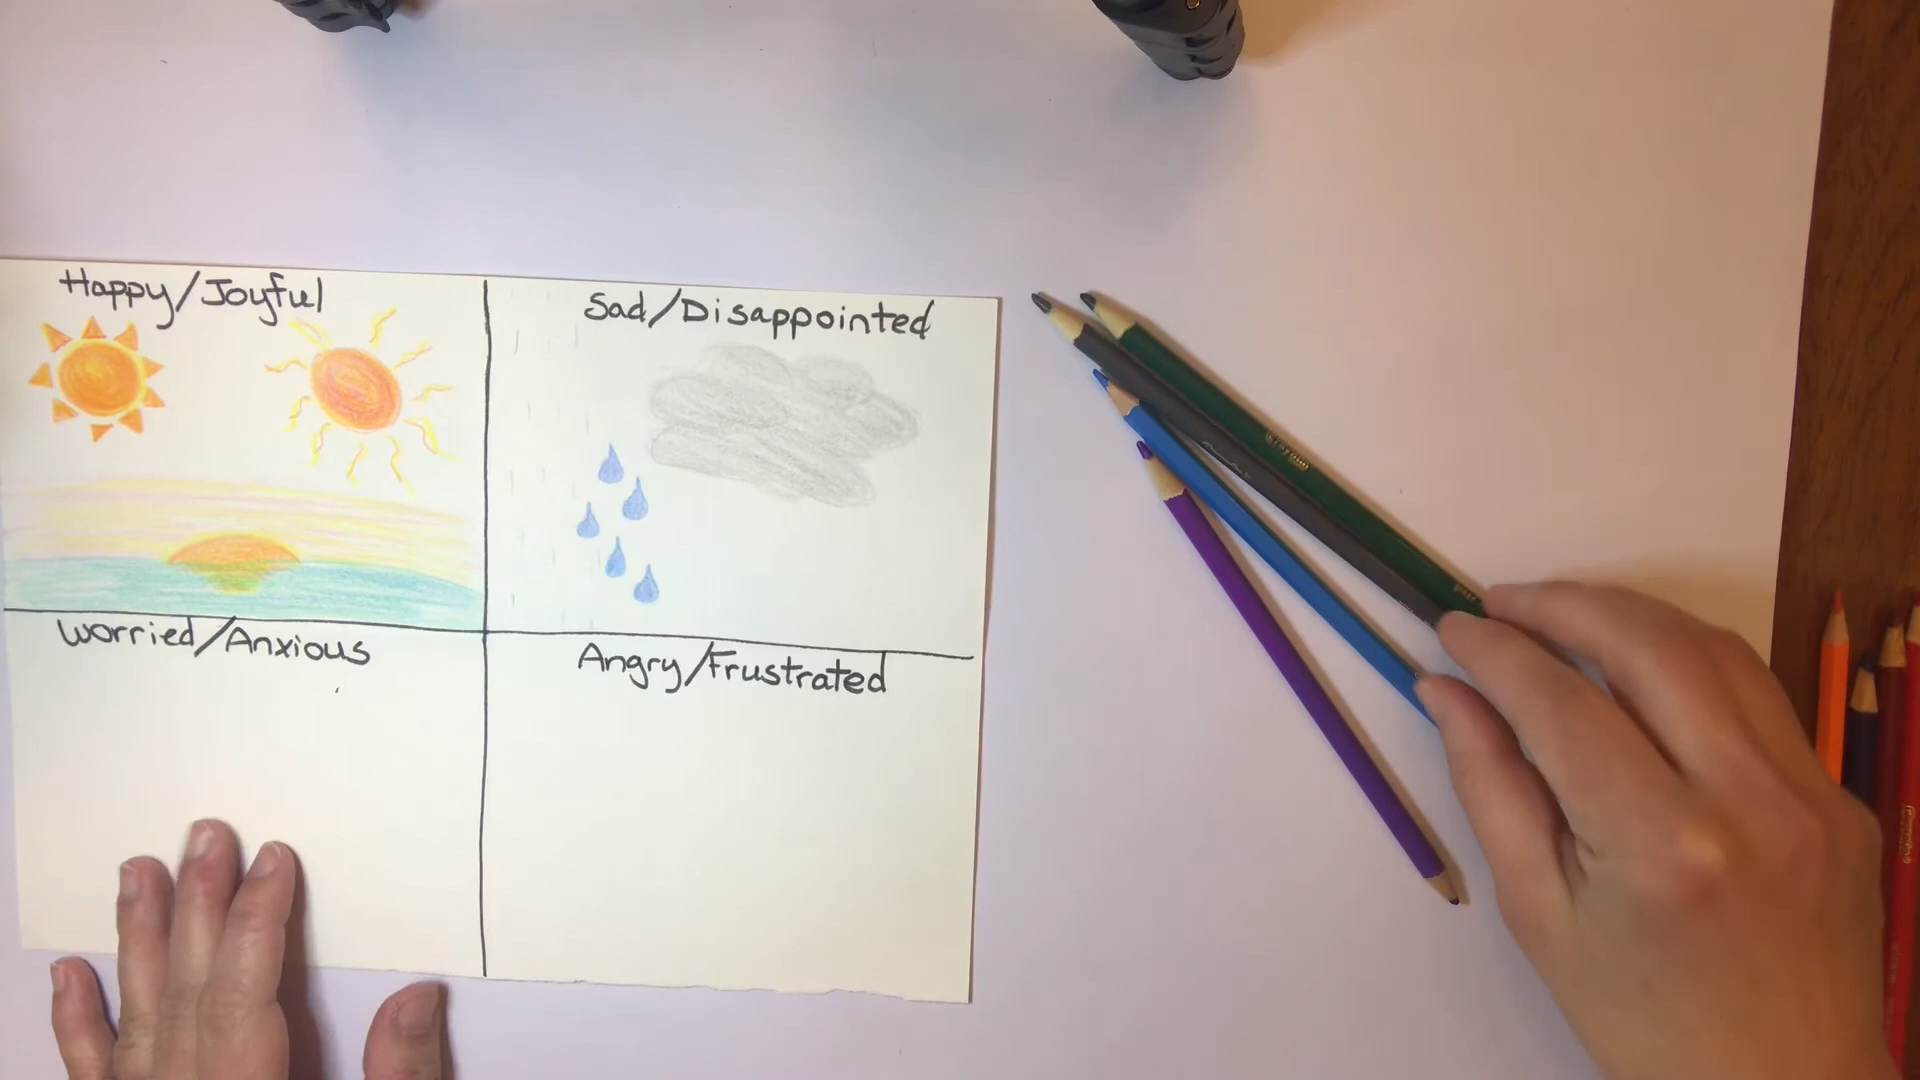 Happy/Joyful
Sad/Disappointed
Worried/Anxious
Angry/Frustrated